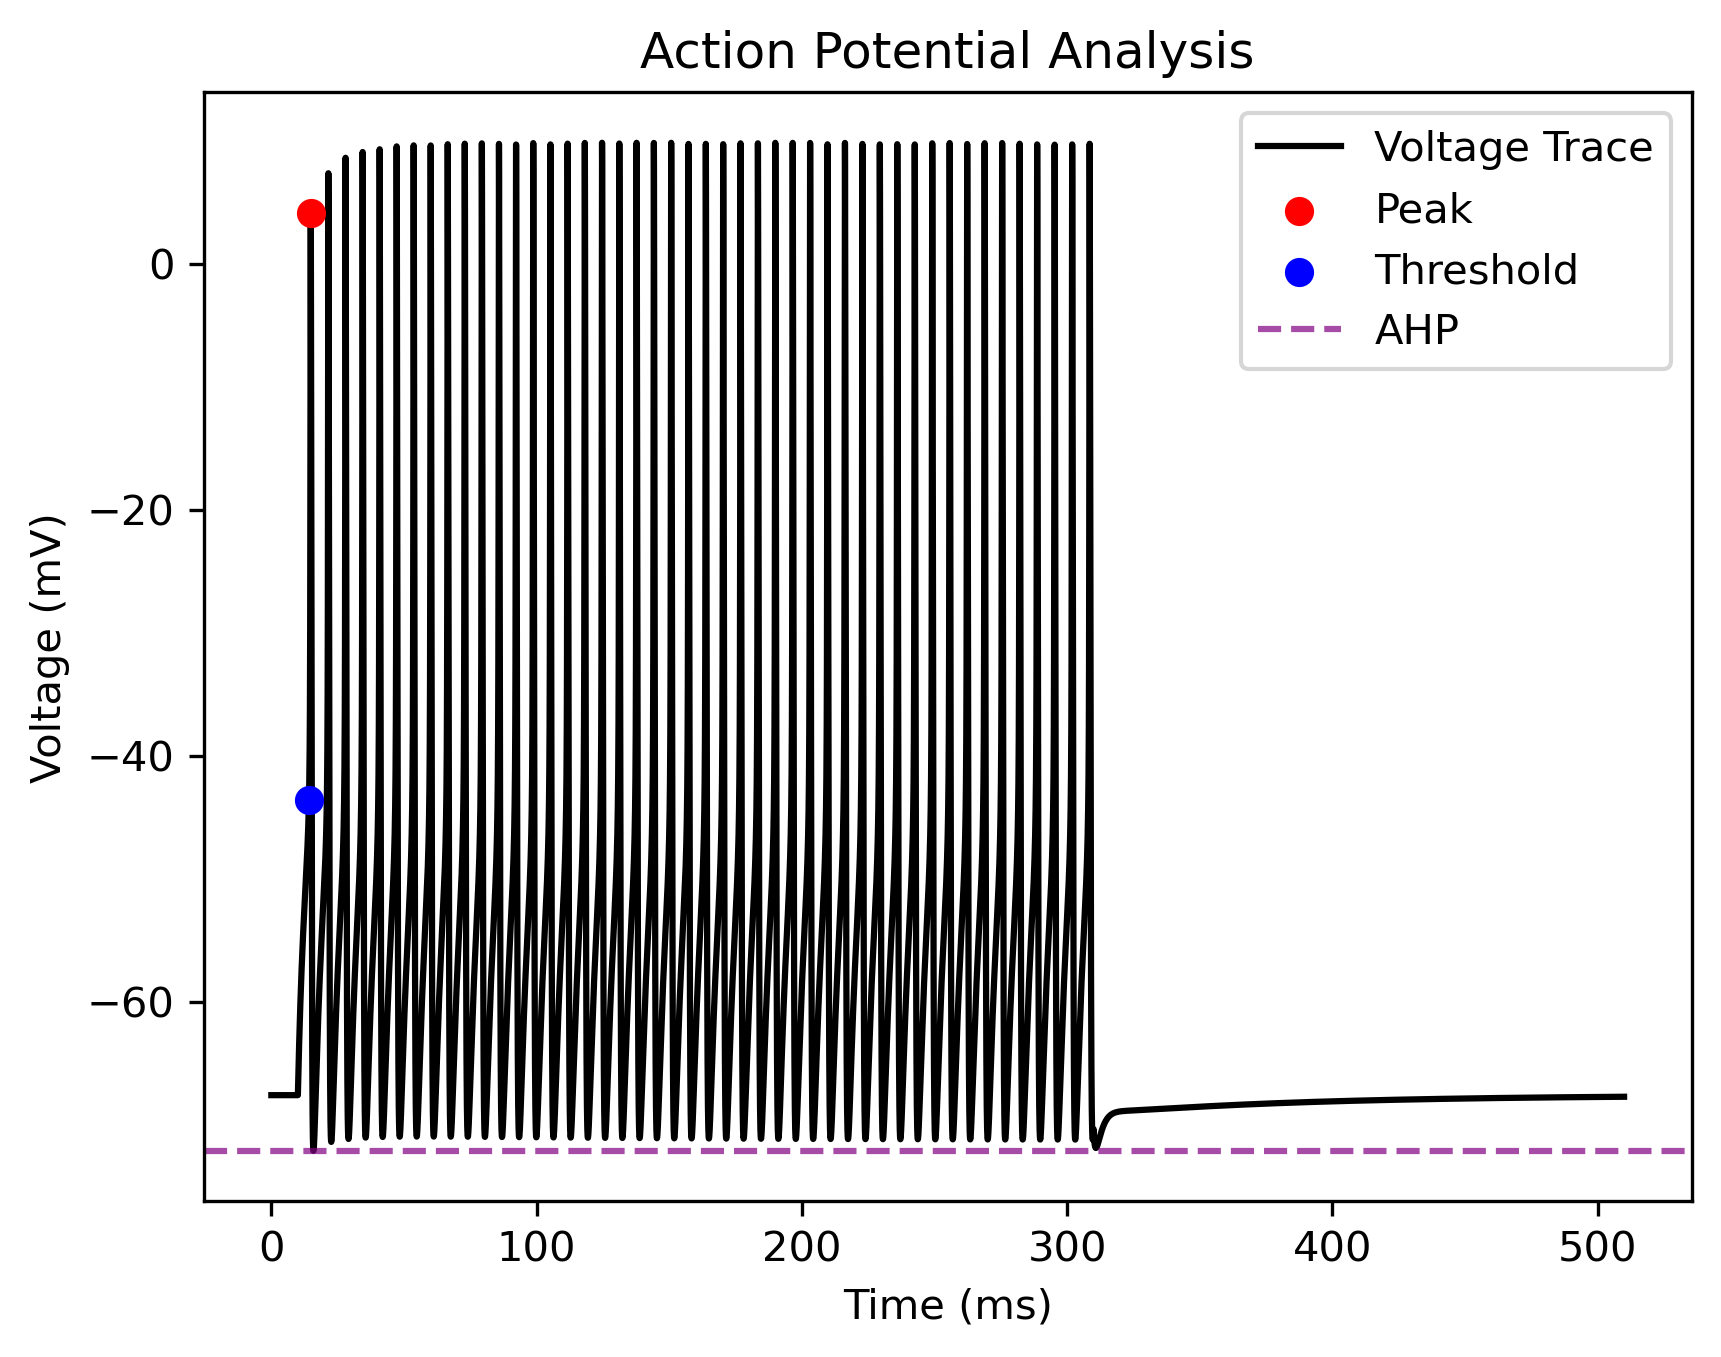 Action Potential Analysis
Voltage Trace
Peak
Threshold
AHP
0
−20
−40
−60
Voltage (mV)
0 100 200 300 400 500
Time (ms)